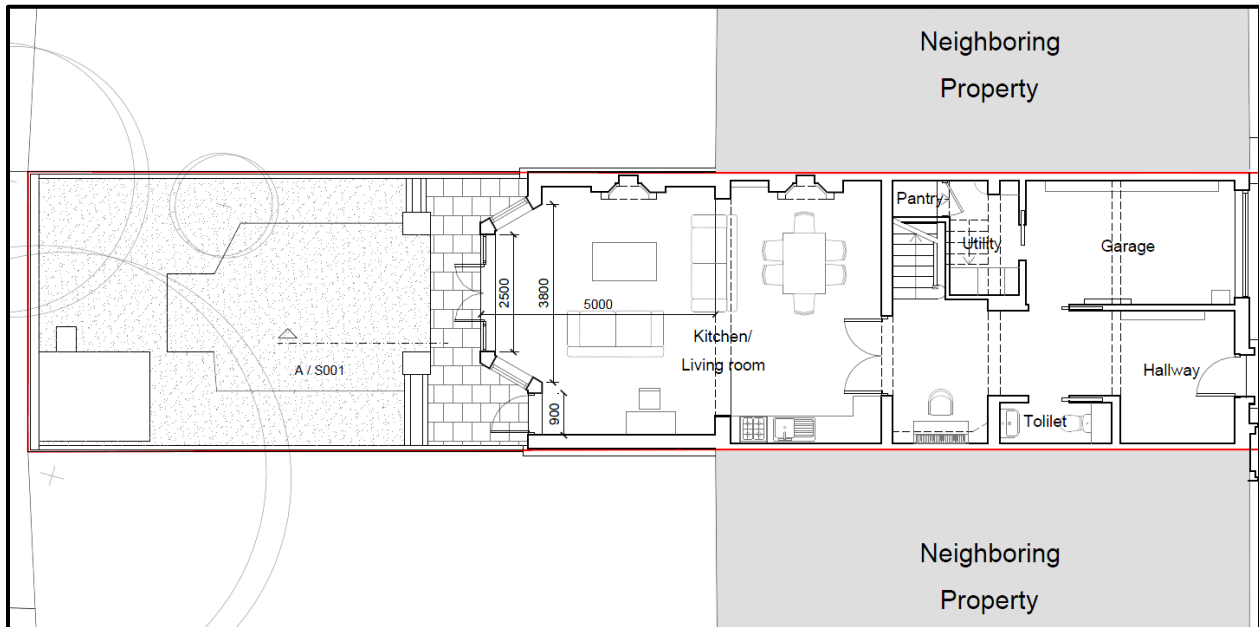 Neighboring
Property
Pantry
Utility
Garage
2500
3800
5000
Kitchen/
Living room
A / S001
Hallway
900
Tolilet
Neighboring
Property